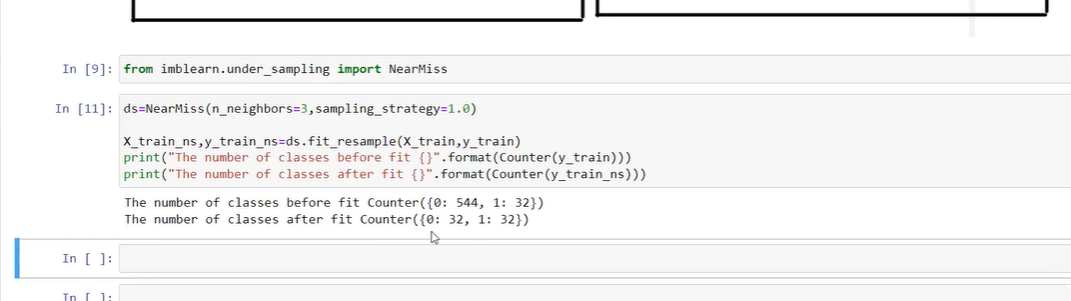 In [9]: from imblearn.under_sampling import NearMiss
In [11]: ds=NearMiss(n_neighbors=3,sampling_strategy=1.0)
X_train_ns,y_train_ns=ds.fit_resample(X_train,y_train)
print("The number of classes before fit {}".format(Counter(y_train)))
print("The number of classes after fit {}".format(Counter(y_train_ns)))
The number of classes before fit Counter({0: 544, 1: 32})
The number of classes after fit Counter({0: 32, 1: 32})
In [ ]:
In [ ]: